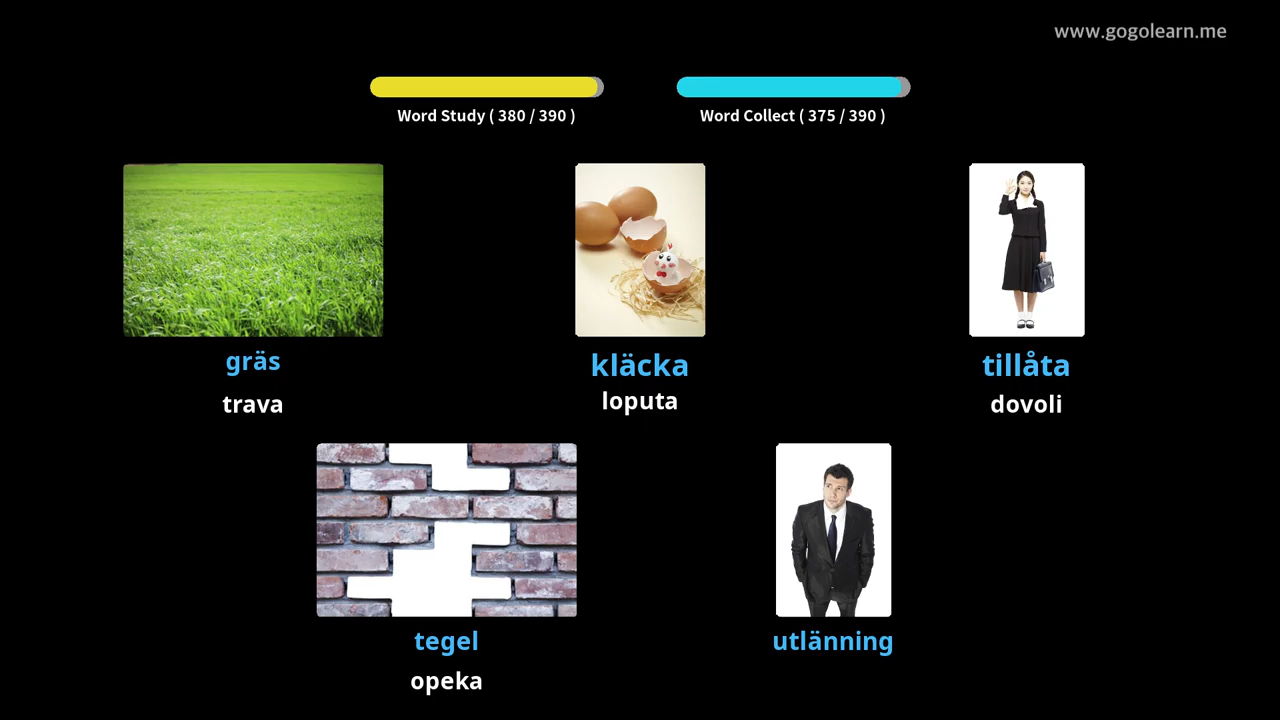 www.gogolearn.me
Word Study ( 380 / 390 )
Word Collect ( 375 / 390 )
gräs
kläcka
tillåta
trava
loputa
dovoli
tegel
utlänning
opeka